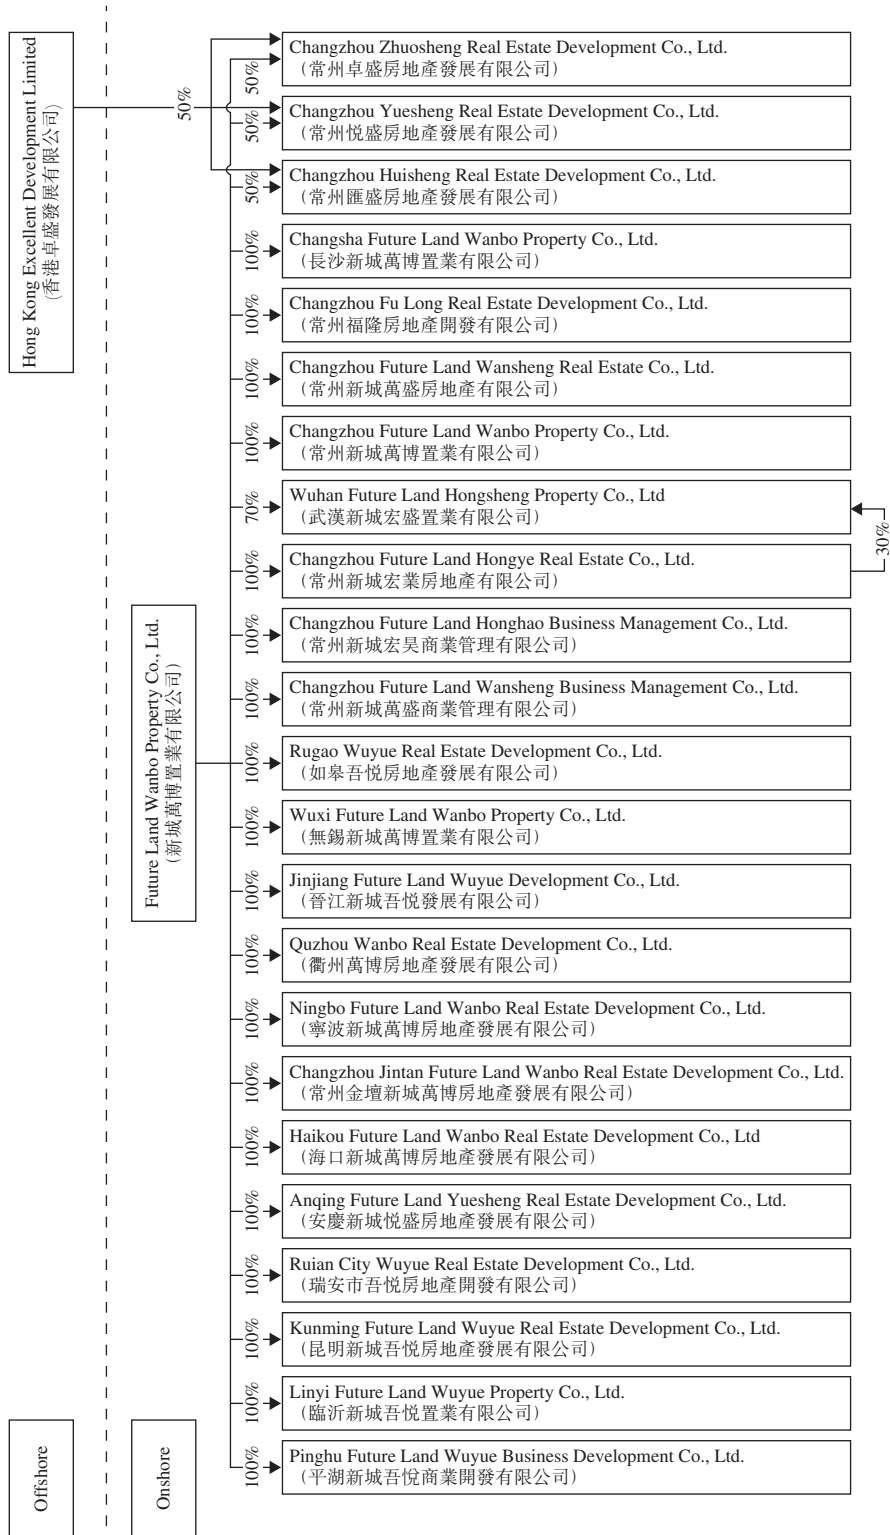 Hong Kong Excellent Development Limited
(香港卓盛發展有限公司)
Offshore
Future Land Wanbo Property Co., Ltd.
(新城萬博置業有限公司)
Onshore
50%
50%
Changzhou Zhuosheng Real Estate Development Co., Ltd.
(常州卓盛房地產發展有限公司)
50%
Changzhou Yuesheng Real Estate Development Co., Ltd.
(常州悦盛房地產發展有限公司)
50%
Changzhou Huisheng Real Estate Development Co., Ltd.
(常州匯盛房地產發展有限公司)
100%
Changsha Future Land Wanbo Property Co., Ltd.
(長沙新城萬博置業有限公司)
100%
Changzhou Fu Long Real Estate Development Co., Ltd.
(常州福隆房地產開發有限公司)
100%
Changzhou Future Land Wansheng Real Estate Co., Ltd.
(常州新城萬盛房地產有限公司)
100%
Changzhou Future Land Wanbo Property Co., Ltd.
(常州新城萬博置業有限公司)
70%
Wuhan Future Land Hongsheng Property Co., Ltd
(武漢新城宏盛置業有限公司)
30%
100%
Changzhou Future Land Hongye Real Estate Co., Ltd.
(常州新城宏業房地產有限公司)
100%
Changzhou Future Land Honghao Business Management Co., Ltd.
(常州新城宏昊商業管理有限公司)
100%
Changzhou Future Land Wansheng Business Management Co., Ltd.
(常州新城萬盛商業管理有限公司)
100%
Rugao Wuyue Real Estate Development Co., Ltd.
(如皋吾悦房地產發展有限公司)
100%
Wuxi Future Land Wanbo Property Co., Ltd.
(無錫新城萬博置業有限公司)
100%
Jinjiang Future Land Wuyue Development Co., Ltd.
(晉江新城吾悦發展有限公司)
100%
Quzhou Wanbo Real Estate Development Co., Ltd.
(衢州萬博房地產發展有限公司)
100%
Ningbo Future Land Wanbo Real Estate Development Co., Ltd.
(寧波新城萬博房地產發展有限公司)
100%
Changzhou Jintan Future Land Wanbo Real Estate Development Co., Ltd.
(常州金壇新城萬博房地產發展有限公司)
100%
Haikou Future Land Wanbo Real Estate Development Co., Ltd
(海口新城萬博房地產發展有限公司)
100%
Anqing Future Land Yuesheng Real Estate Development Co., Ltd.
(安慶新城悦盛房地產發展有限公司)
100%
Ruian City Wuyue Real Estate Development Co., Ltd.
(瑞安市吾悦房地產開發有限公司)
100%
Kunming Future Land Wuyue Real Estate Development Co., Ltd.
(昆明新城吾悦房地產發展有限公司)
100%
Linyi Future Land Wuyue Property Co., Ltd.
(臨沂新城吾悦置業有限公司)
100%
Pinghu Future Land Wuyue Business Development Co., Ltd.
(平湖新城吾悅商業開發有限公司)